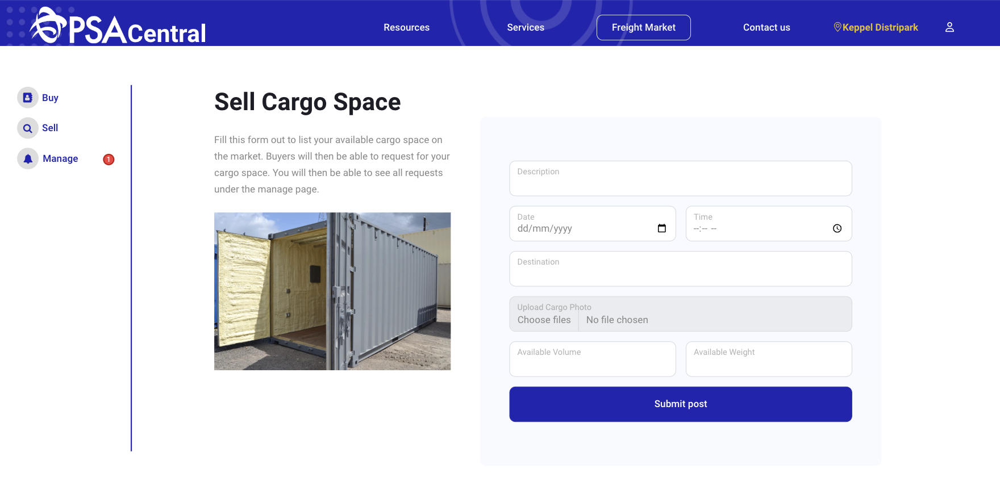 PSA Central
Resources
Services
Freight Market
Contact us
Keppel Distripark
Buy
Sell
Manage
1
Sell Cargo Space
Fill this form out to list your available cargo space on
the market. Buyers will then be able to request for your
cargo space. You will then be able to see all requests
under the manage page.
Description
Date
dd/mm/yyyy
Time
--:-- --
Destination
Upload Cargo Photo
Choose files
No file chosen
Available Volume
Available Weight
Submit post